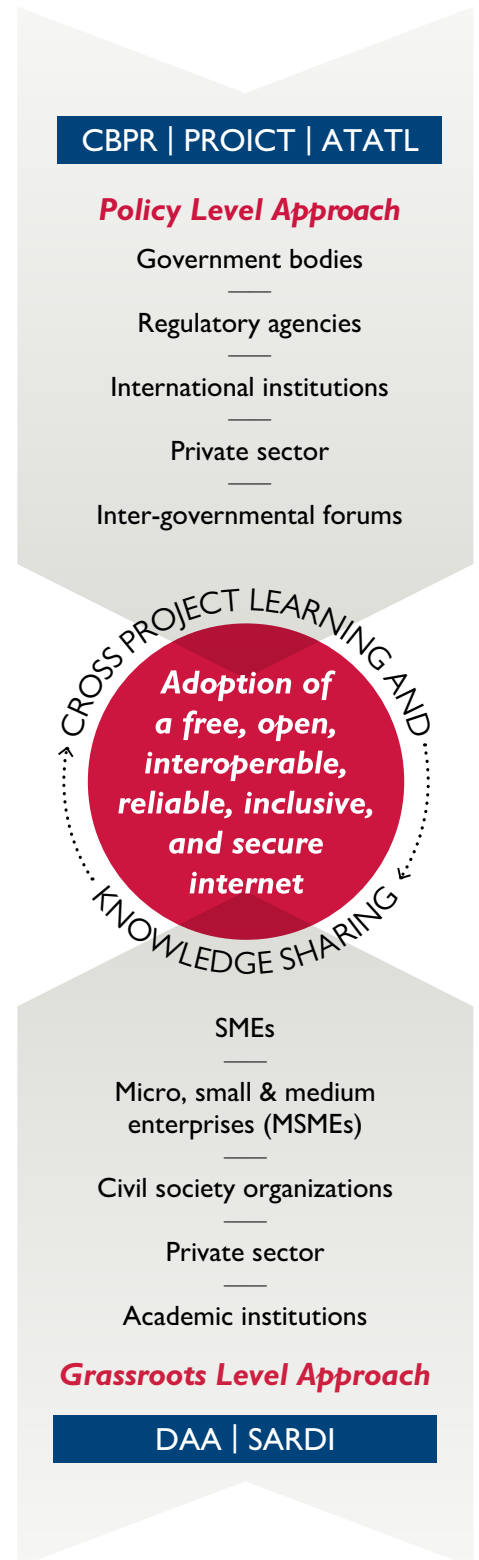 CBPR | PROICT | ATATL
Policy Level Approach
Government bodies
Regulatory agencies
International institutions
Private sector
Inter-governmental forums
CROSS PROJECT LEARNING AND
Adoption of
a free, open,
interoperable,
reliable, inclusive,
and secure
internet
KNOWLEDGE SHARING
SMEs
Micro, small & medium
enterprises (MSMEs)
Civil society organizations
Private sector
Academic institutions
Grassroots Level Approach
DAA | SARDI